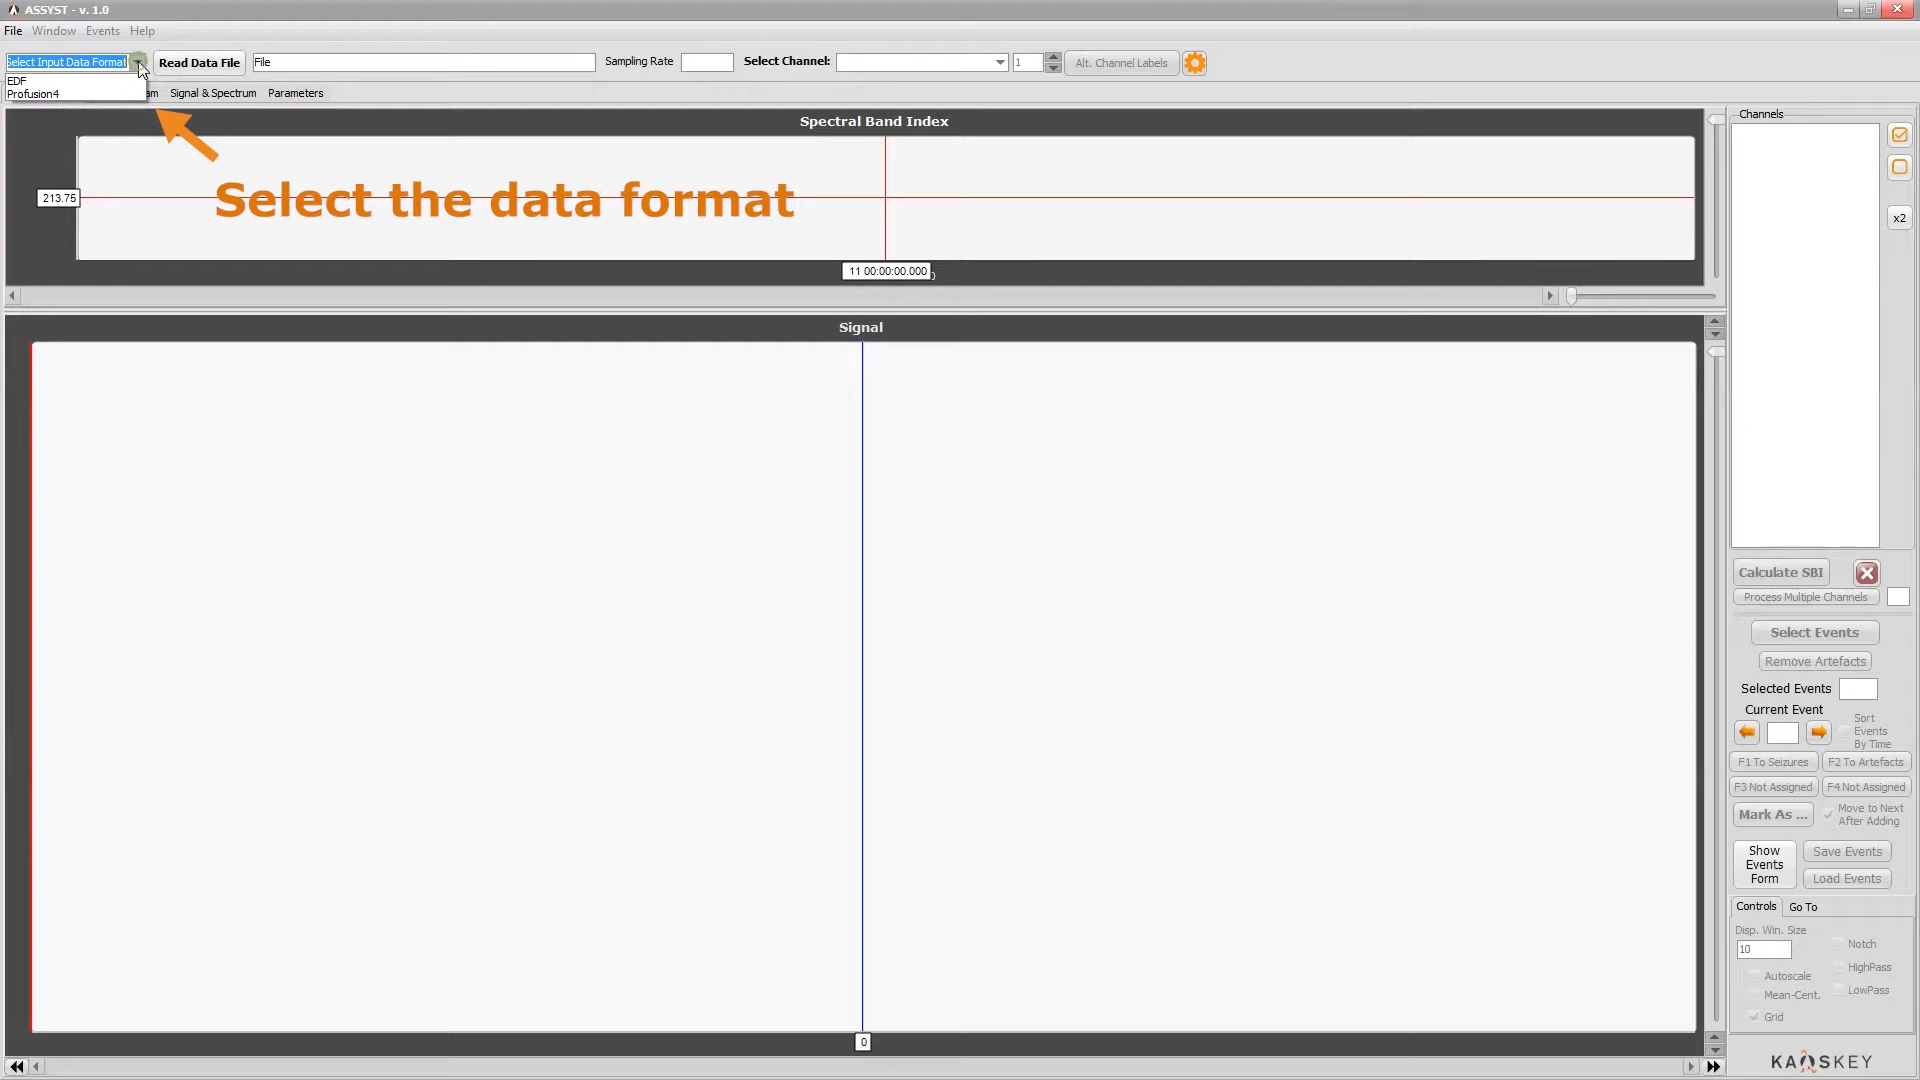 ASSYST - v. 1.0
File Window Events Help
Select Input Data Format Read Data File File Sampling Rate Select Channel: 1 Alt. Channel Labels
EDF
Profusion4
am Signal & Spectrum Parameters
Spectral Band Index
Select the data format
213.75
11 00:00:00.000
Signal
0
Channels
x2
Calculate SBI
Process Multiple Channels
Select Events
Remove Artefacts
Selected Events
Current Event
Sort
Events
By Time
F1 To Seizures F2 To Artefacts
F3 Not Assigned F4 Not Assigned
Mark As ...
Move to Next
After Adding
Show
Events
Form
Save Events
Load Events
Controls Go To
Disp. Win. Size
10
Notch
HighPass
Autoscale
LowPass
Mean-Cent.
Grid
KAOSKEY